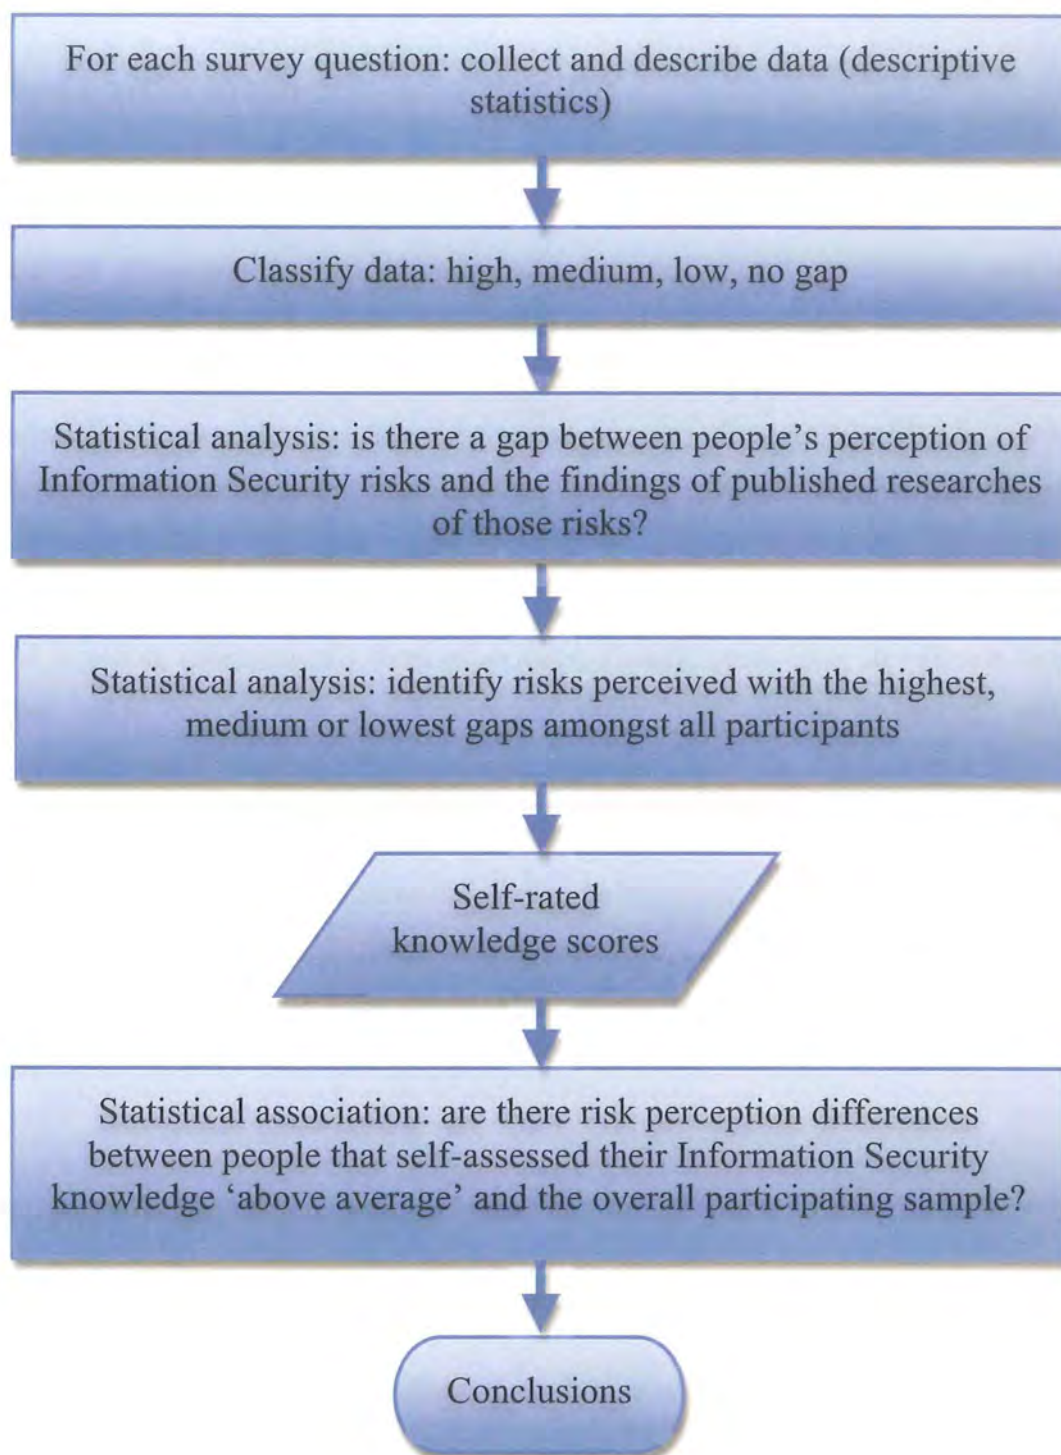 For each survey question: collect and describe data (descriptive
statistics)
Classify data: high, medium, low, no gap
Statistical analysis: is there a gap between people’s perception of
Information Security risks and the findings of published researches
of those risks?
Statistical analysis: identify risks perceived with the highest,
medium or lowest gaps amongst all participants
Self-rated
knowledge scores
Statistical association: are there risk perception differences
between people that self-assessed their Information Security
knowledge ‘above average’ and the overall participating sample?
Conclusions